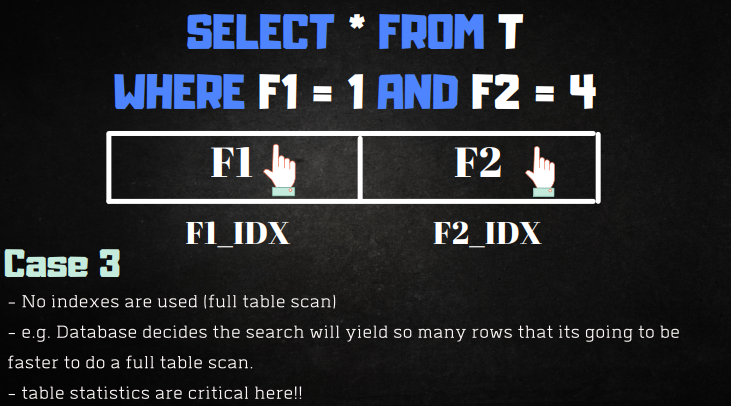 SELECT * FROM T
WHERE F1 = 1 AND F2 = 4
F1 F2
F1_IDX F2_IDX
Case 3
- No indexes are used (full table scan)
- e.g. Database decides the search will yield so many rows that its going to be
faster to do a full table scan.
- table statistics are critical here!!